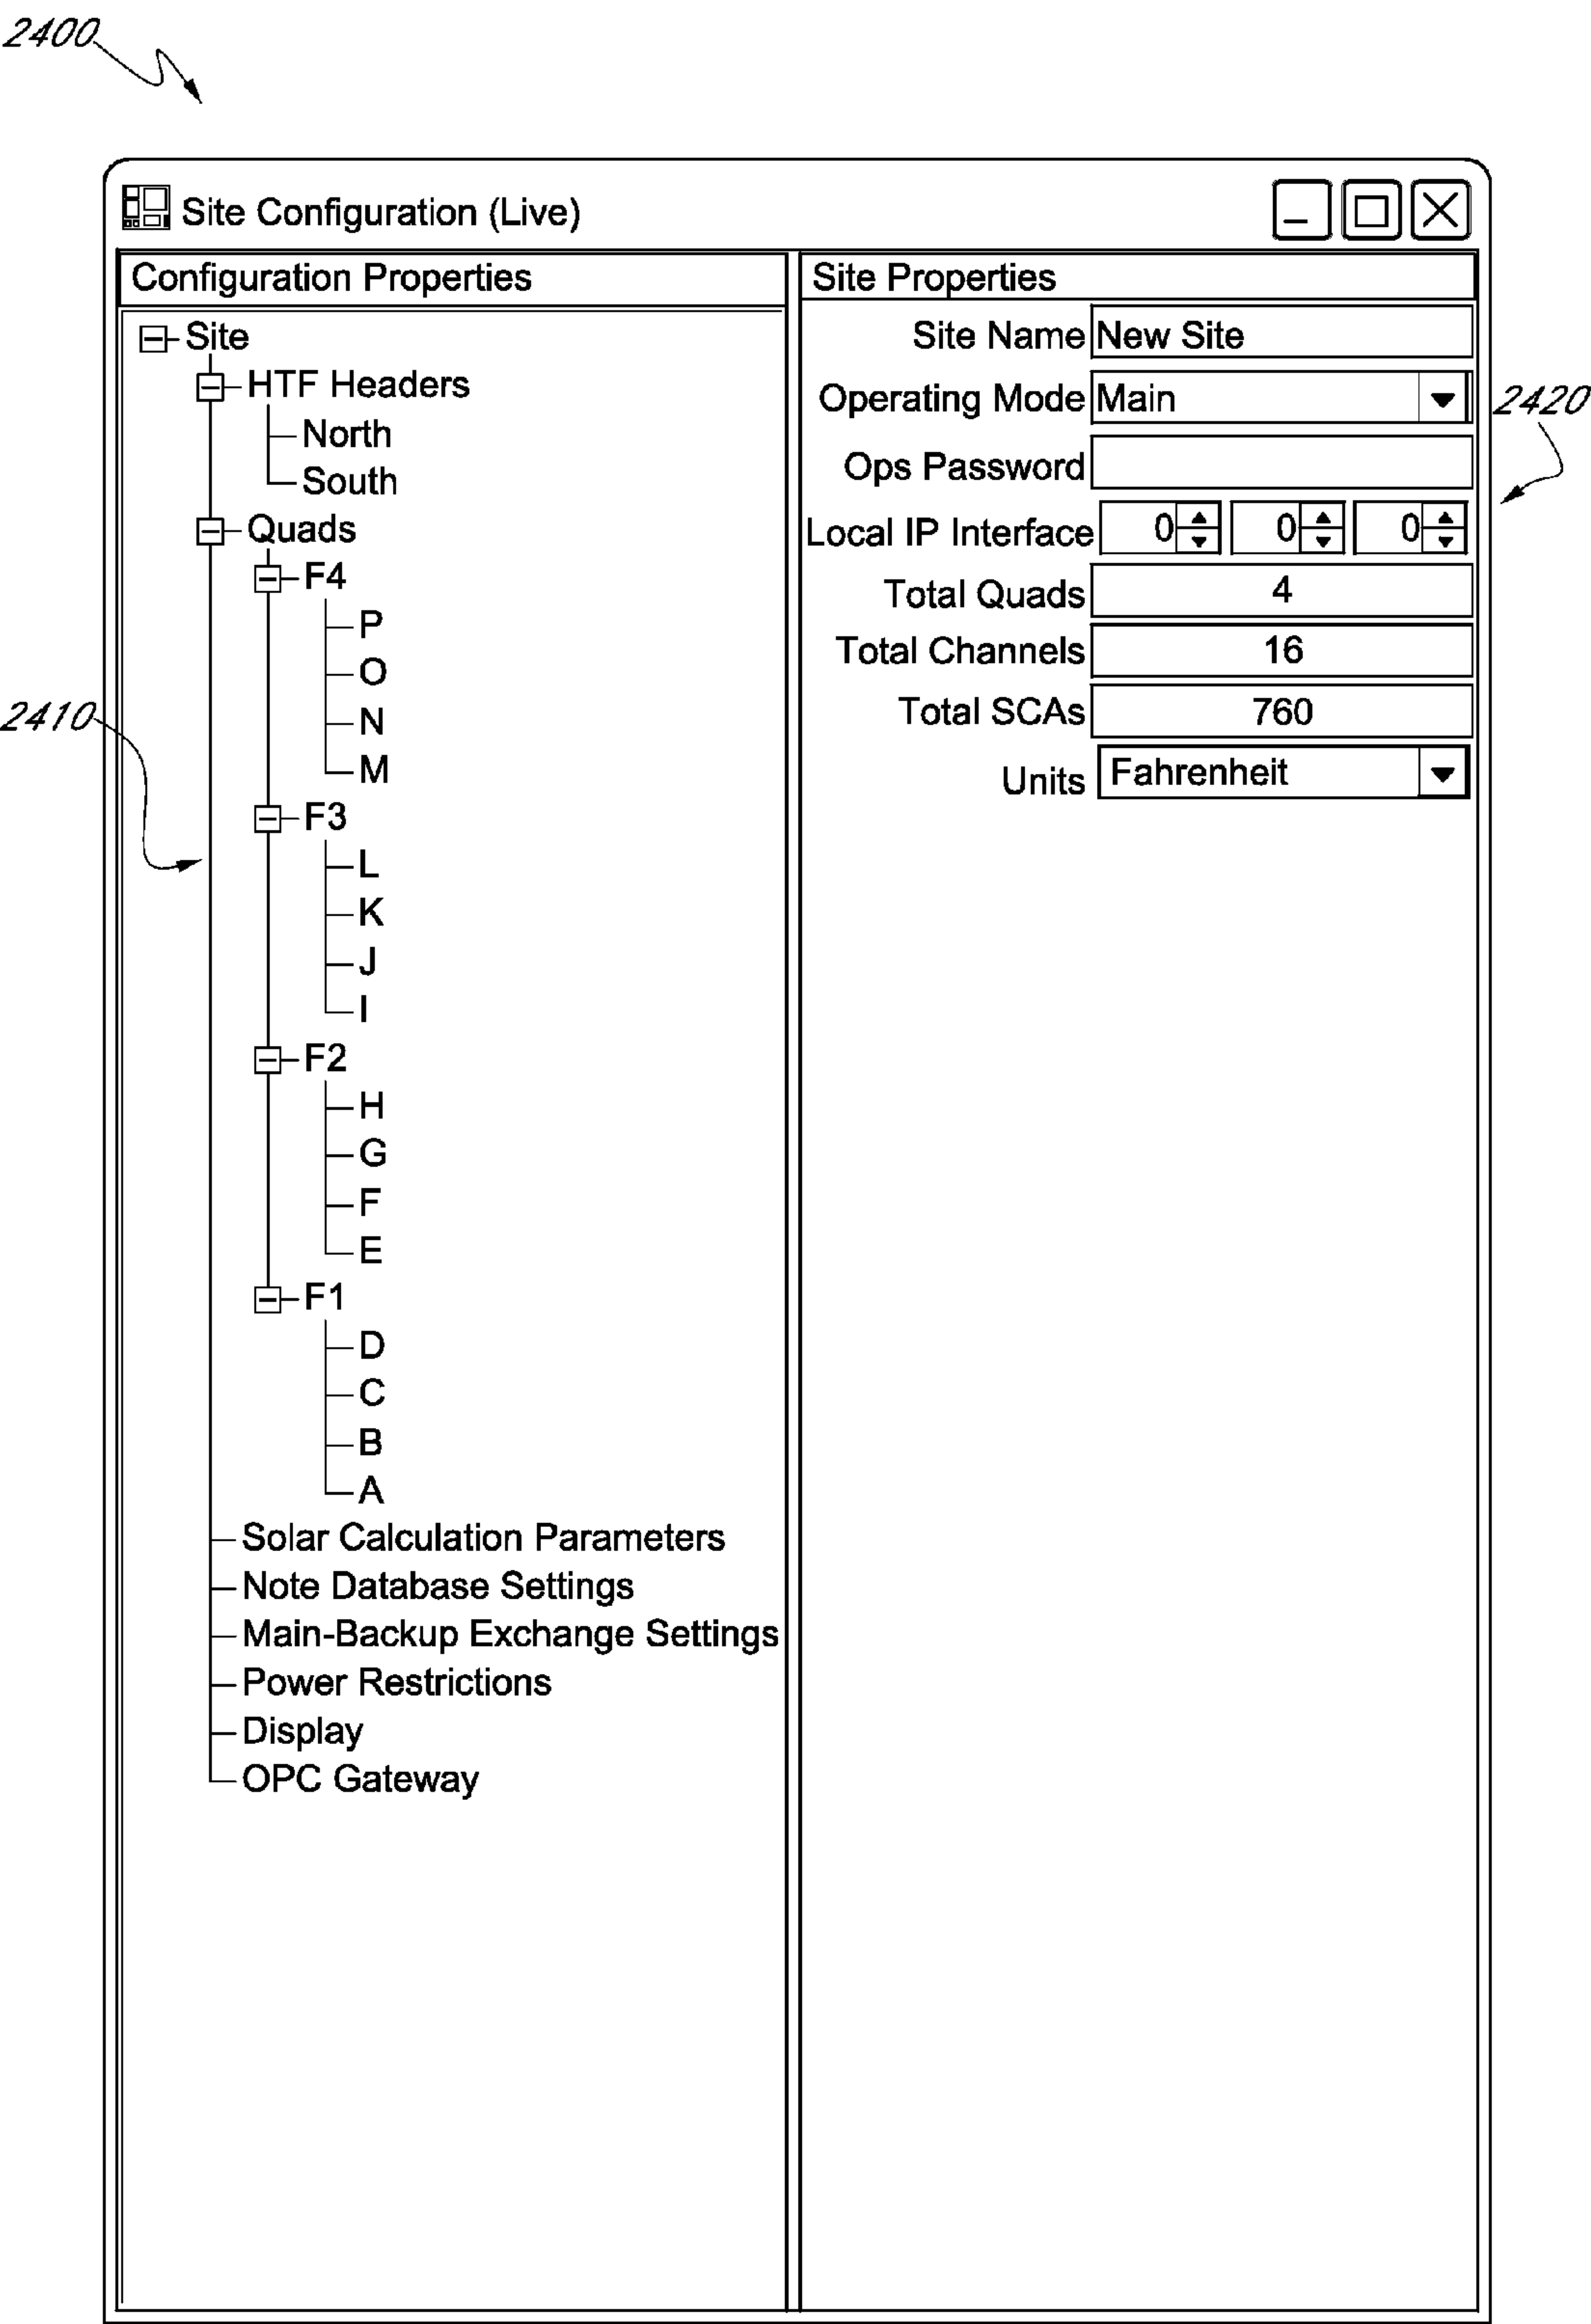 2400
Site Configuration (Live)
Configuration Properties
Site
HTF Headers
North
South
Quads
F4
P
O
N
M
F3
L
K
J
I
F2
H
G
F
E
F1
D
C
B
A
Solar Calculation Parameters
Note Database Settings
Main-Backup Exchange Settings
Power Restrictions
Display
OPC Gateway
2410
Site Properties
Site Name New Site
Operating Mode Main
Ops Password
Local IP Interface 0 0 0
Total Quads 4
Total Channels 16
Total SCAs 760
Units Fahrenheit
2420